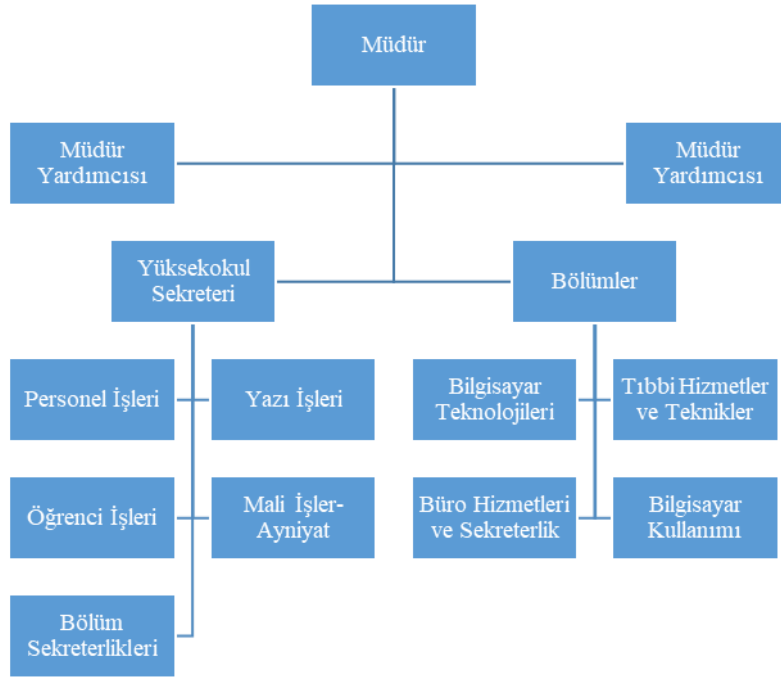 Müdür
Müdür
Yardımcısı
Müdür
Yardımcısı
Yüksekokul
Sekreteri
Bölümler
Personel İşleri
Yazı İşleri
Bilgisayar
Teknolojileri
Tıbbi Hizmetler
ve Teknikler
Öğrenci İşleri
Mali İşler-
Ayniyat
Büro Hizmetleri
ve Sekreterlik
Bilgisayar
Kullanımı
Bölüm
Sekreterlikleri